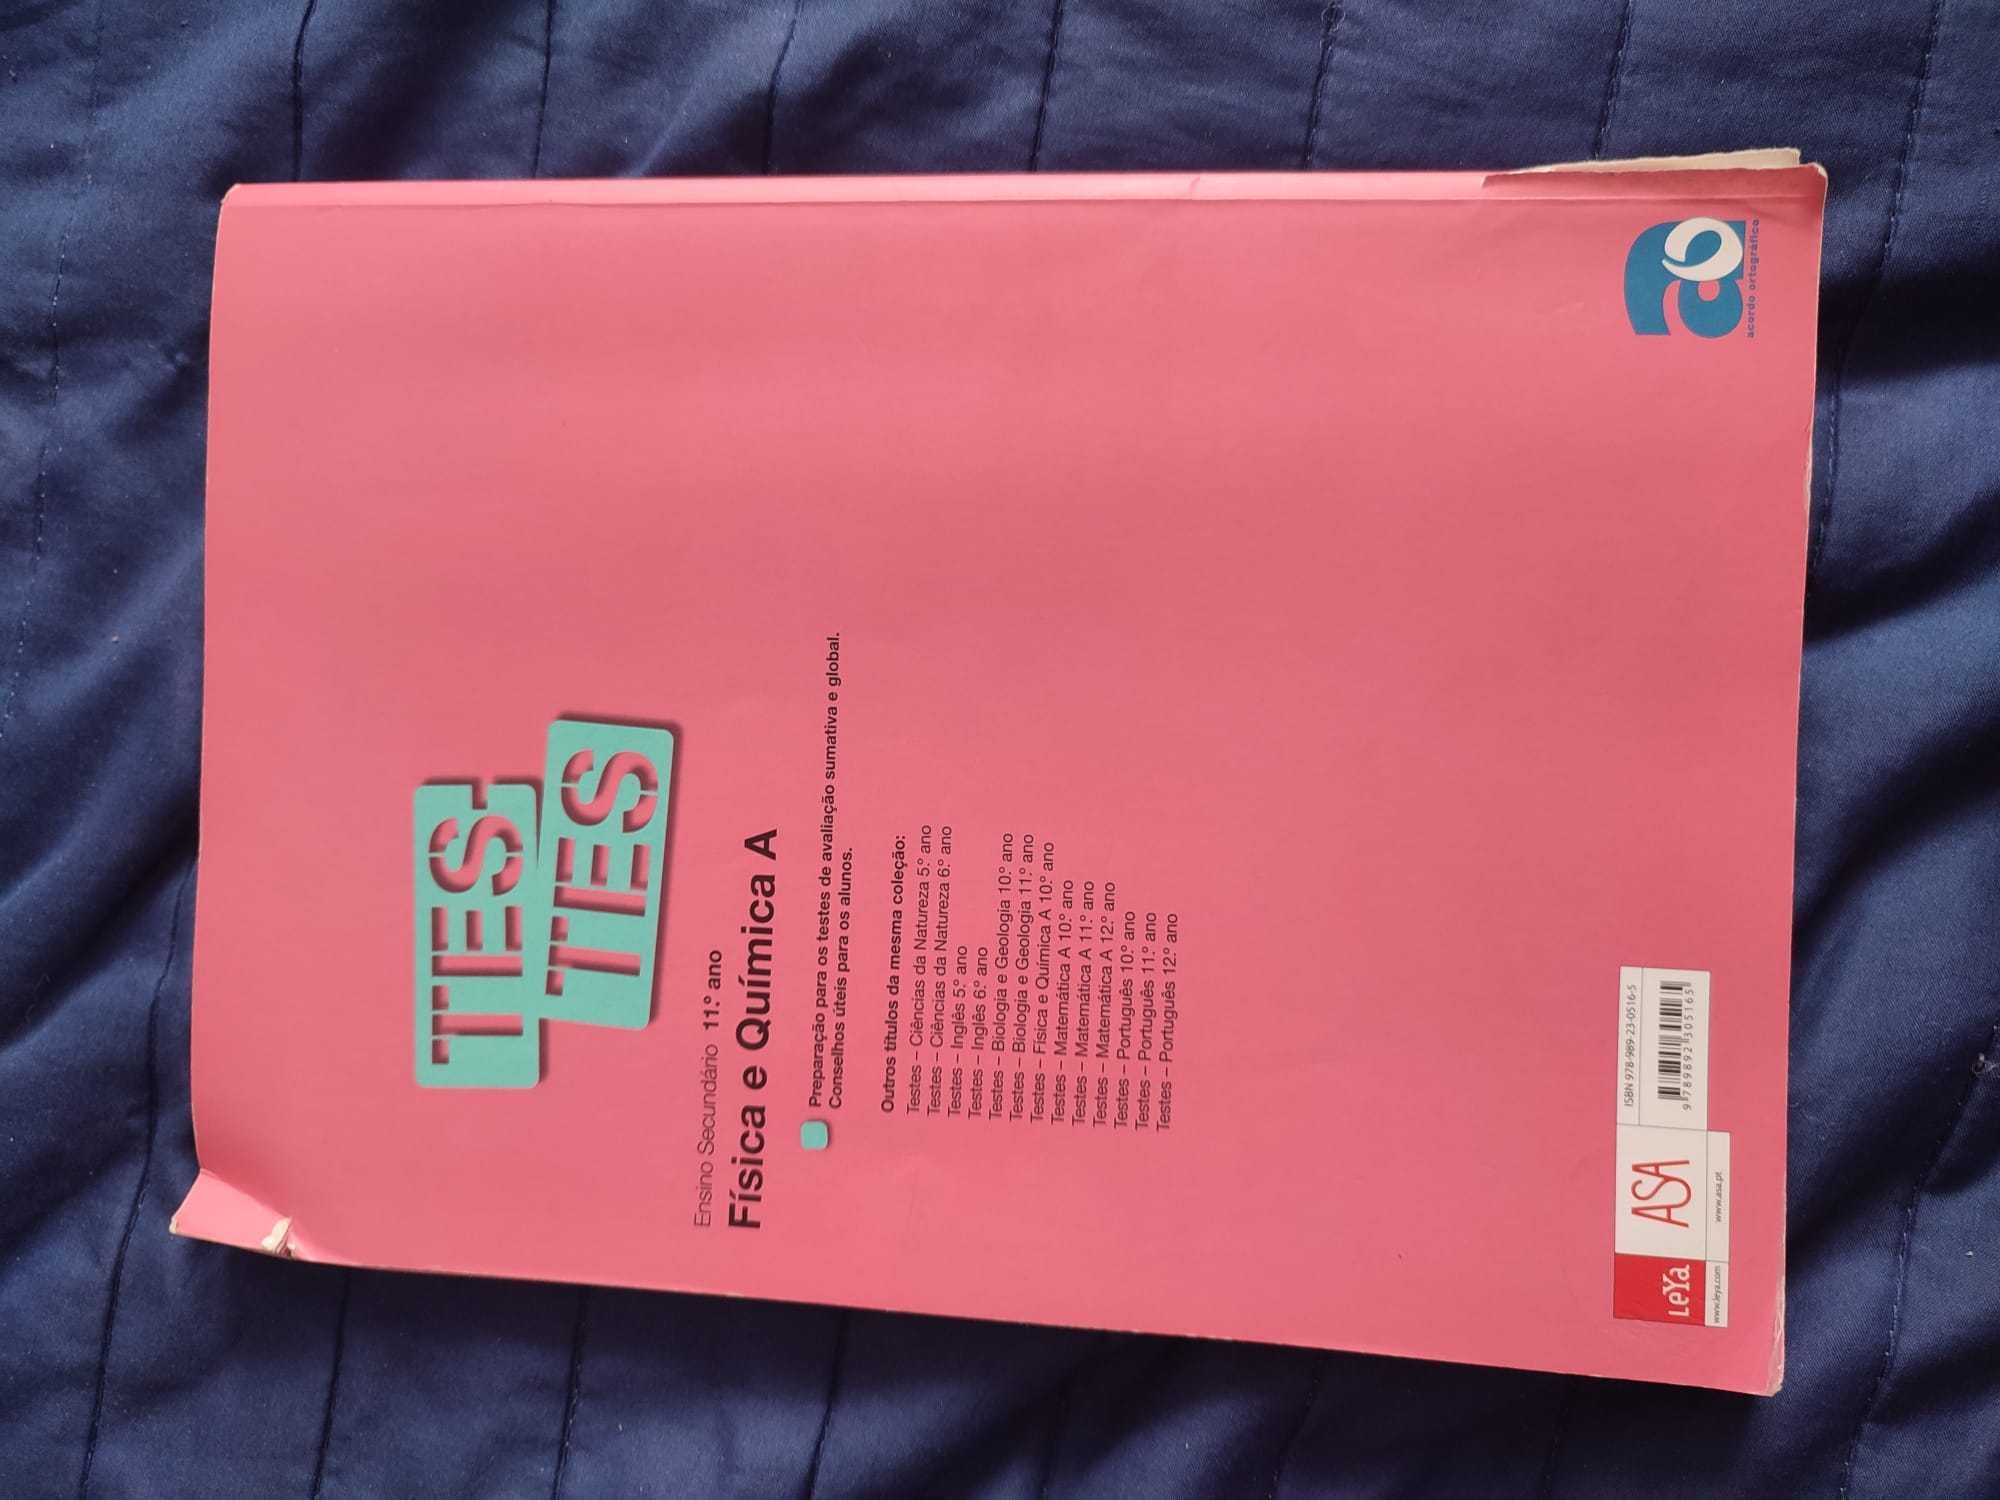 TES
TES
Ensino Secundário 11.º ano
Física e Química A
Preparação para os testes de avaliação sumativa e global.
Conselhos úteis para os alunos.
Outros títulos da mesma coleção:
Testes – Ciências da Natureza 5.º ano
Testes – Ciências da Natureza 6.º ano
Testes – Inglês 5.º ano
Testes – Inglês 6.º ano
Testes – Biologia e Geologia 10.º ano
Testes – Biologia e Geologia 11.º ano
Testes – Física e Química A 10.º ano
Testes – Matemática A 10.º ano
Testes – Matemática A 11.º ano
Testes – Matemática A 12.º ano
Testes – Português 10.º ano
Testes – Português 11.º ano
Testes – Português 12.º ano
LeYa
www.leya.com
ASA
www.asa.pt
ISBN 978-989-23-0516-5
9 789892 305165
a
acordo ortográfico